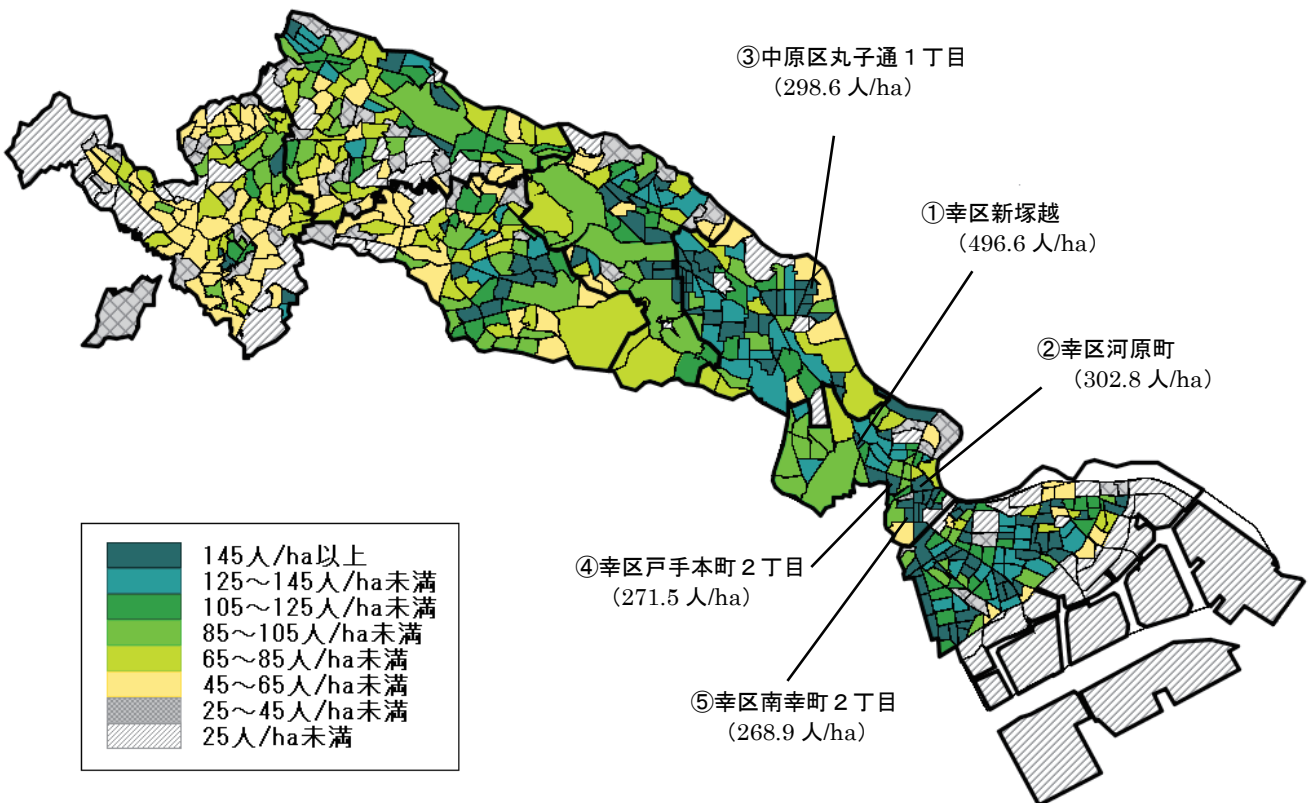 ③中原区丸子通１丁目
（298.6 人/ha）
①幸区新塚越
（496.6 人/ha）
②幸区河原町
（302.8 人/ha）
④幸区戸手本町２丁目
（271.5 人/ha）
⑤幸区南幸町２丁目
（268.9 人/ha）
145人/ha以上
125～145人/ha未満
105～125人/ha未満
85～105人/ha未満
65～85人/ha未満
45～65人/ha未満
25～45人/ha未満
25人/ha未満